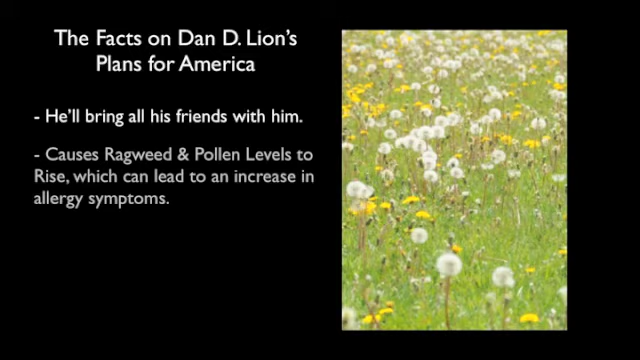 The Facts on Dan D. Lion's
Plans for America
- He'll bring all his friends with him.
- Causes Ragweed & Pollen Levels to
Rise, which can lead to an increase in
allergy symptoms.